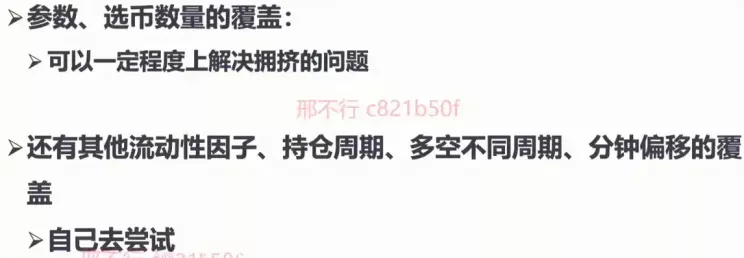 ➢参数、选币数量的覆盖：
➢可以一定程度上解决拥挤的问题
邢不行 c821b50f
➢还有其他流动性因子、持仓周期、多空不同周期、分钟偏移的覆
盖
➢自己去尝试